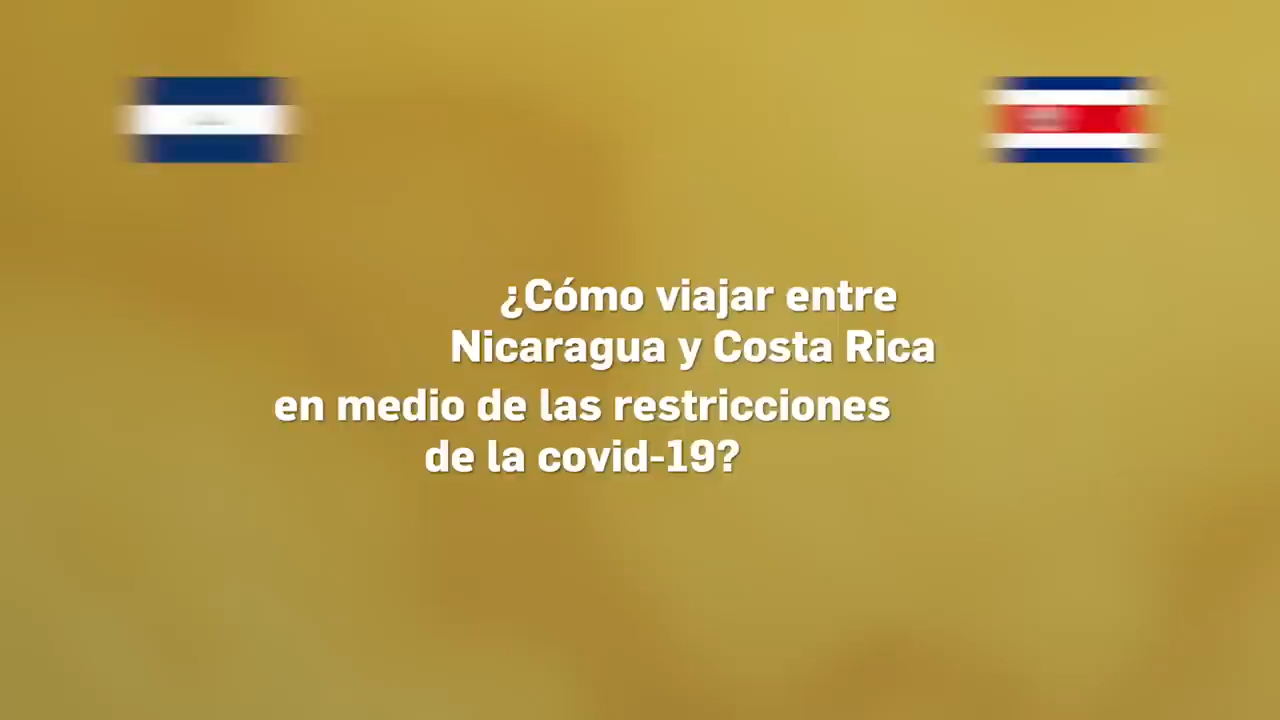 ¿Cómo viajar entre
Nicaragua y Costa Rica
en medio de las restricciones
de la covid-19?